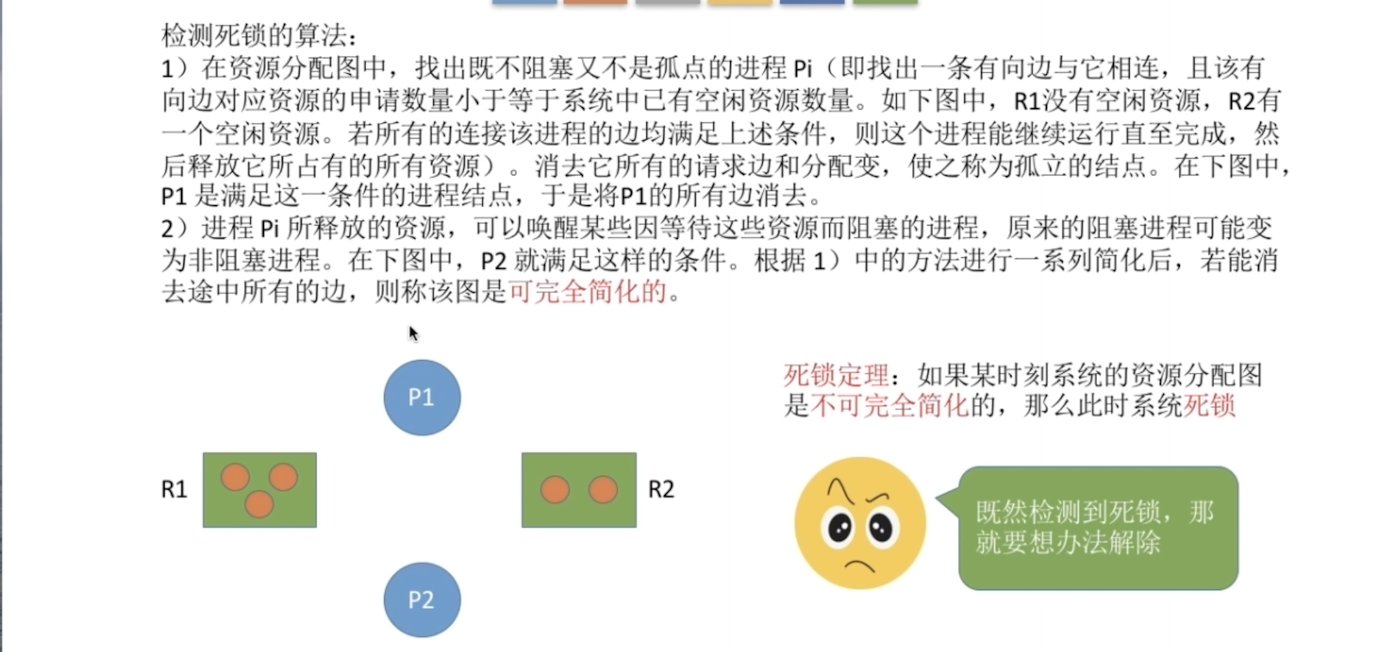 检测死锁的算法：
1）在资源分配图中，找出既不阻塞又不是孤点的进程 Pi（即找出一条有向边与它相连，且该有
向边对应资源的申请数量小于等于系统中已有空闲资源数量。如下图中，R1没有空闲资源，R2有
一个空闲资源。若所有的连接该进程的边均满足上述条件，则这个进程能继续运行直至完成，然
后释放它所占有的所有资源）。消去它所有的请求边和分配变，使之称为孤立的结点。在下图中，
P1 是满足这一条件的进程结点，于是将P1的所有边消去。
2）进程 Pi 所释放的资源，可以唤醒某些因等待这些资源而阻塞的进程，原来的阻塞进程可能变
为非阻塞进程。在下图中，P2 就满足这样的条件。根据 1）中的方法进行一系列简化后，若能消
去途中所有的边，则称该图是可完全简化的。
死锁定理：如果某时刻系统的资源分配图
是不可完全简化的，那么此时系统死锁
P1
R1
R2
既然检测到死锁，那
就要想办法解除
P2